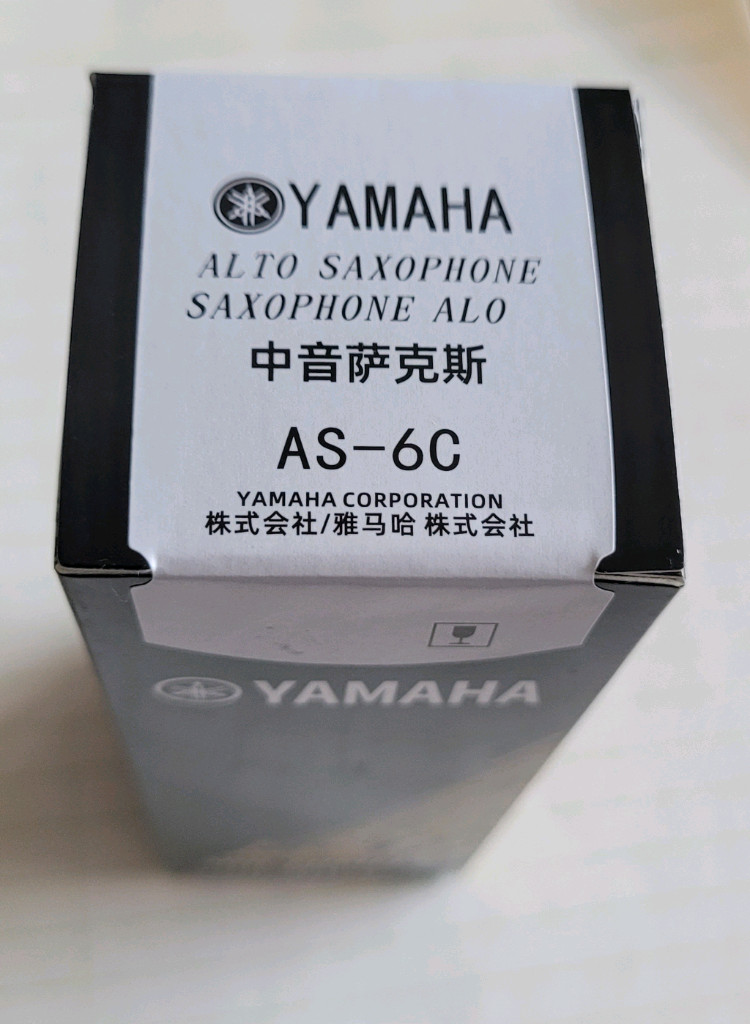 YAMAHA
ALTO SAXOPHONE
SAXOPHONE ALO
中音萨克斯
AS-6C
YAMAHA CORPORATION
株式会社/雅马哈 株式会社
YAMAHA